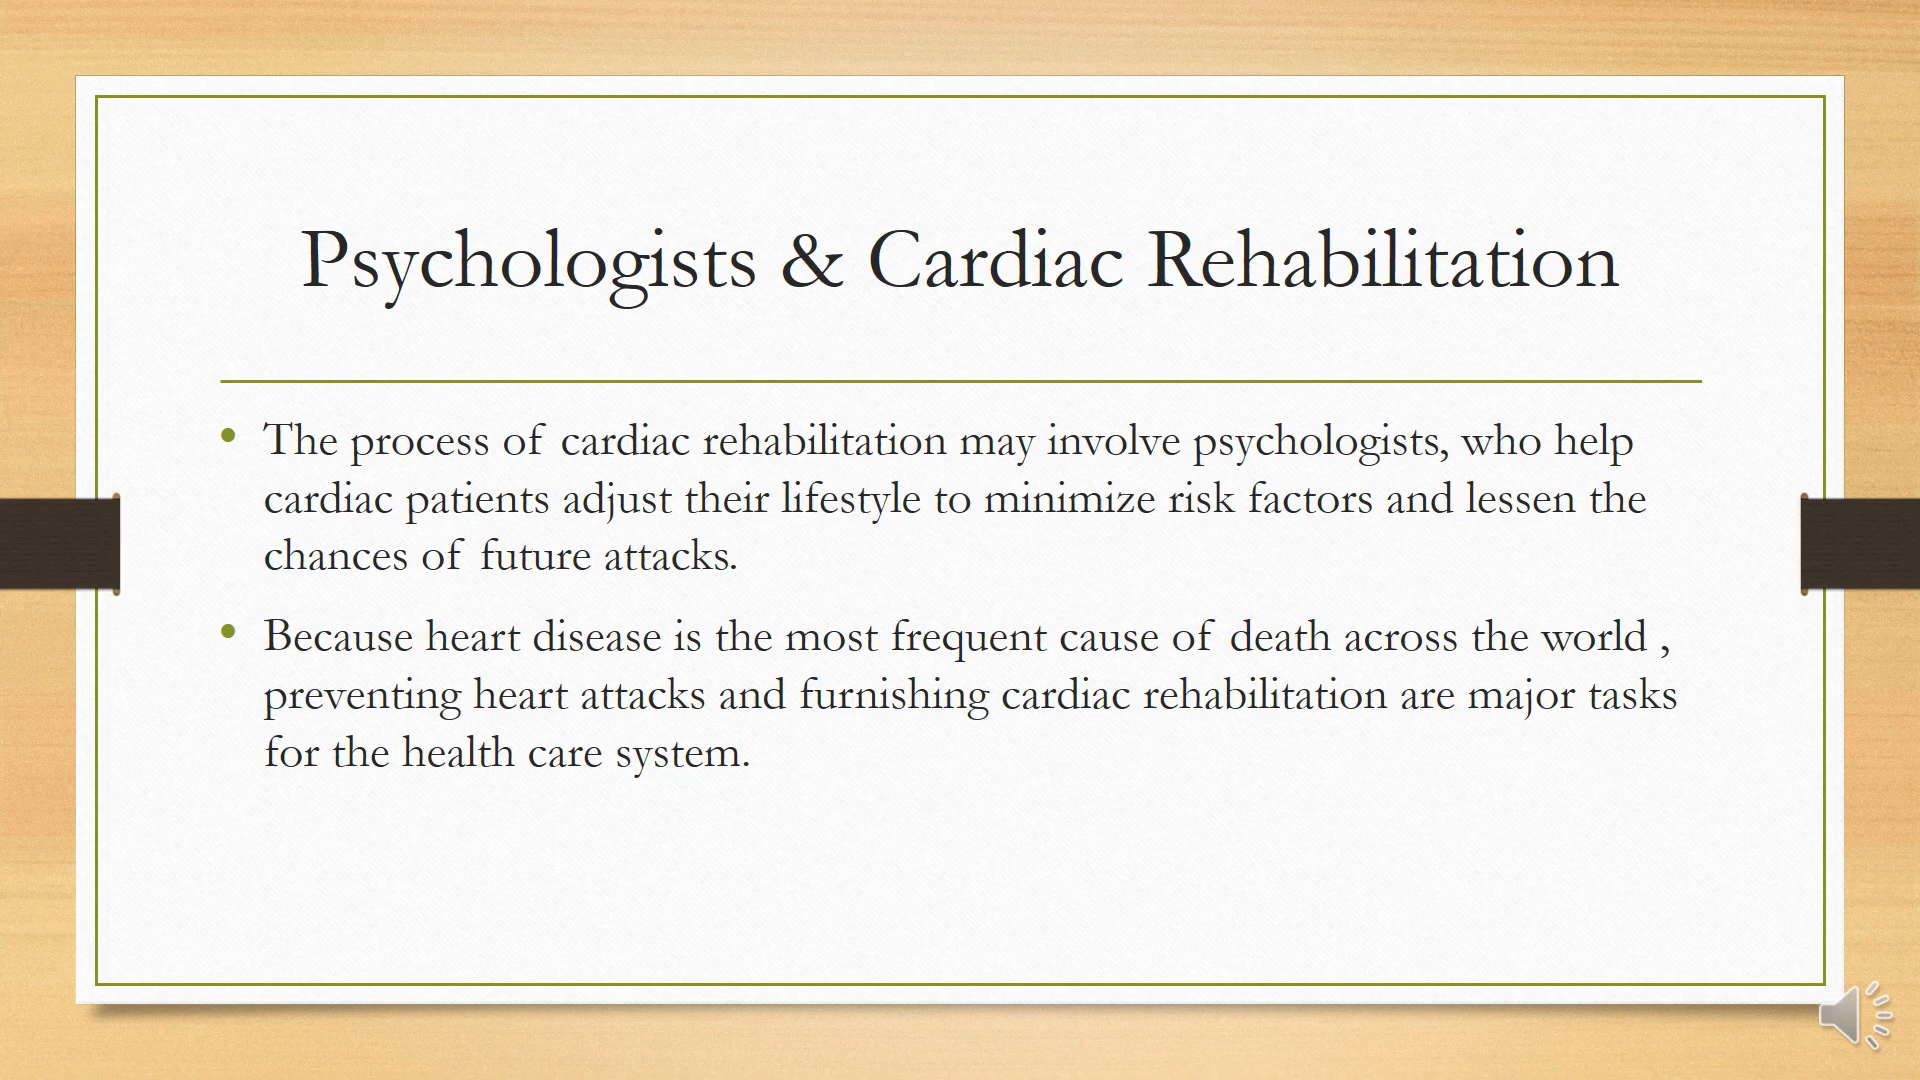 Psychologists & Cardiac Rehabilitation
• The process of cardiac rehabilitation may involve psychologists, who help
cardiac patients adjust their lifestyle to minimize risk factors and lessen the
chances of future attacks.
• Because heart disease is the most frequent cause of death across the world ,
preventing heart attacks and furnishing cardiac rehabilitation are major tasks
for the health care system.